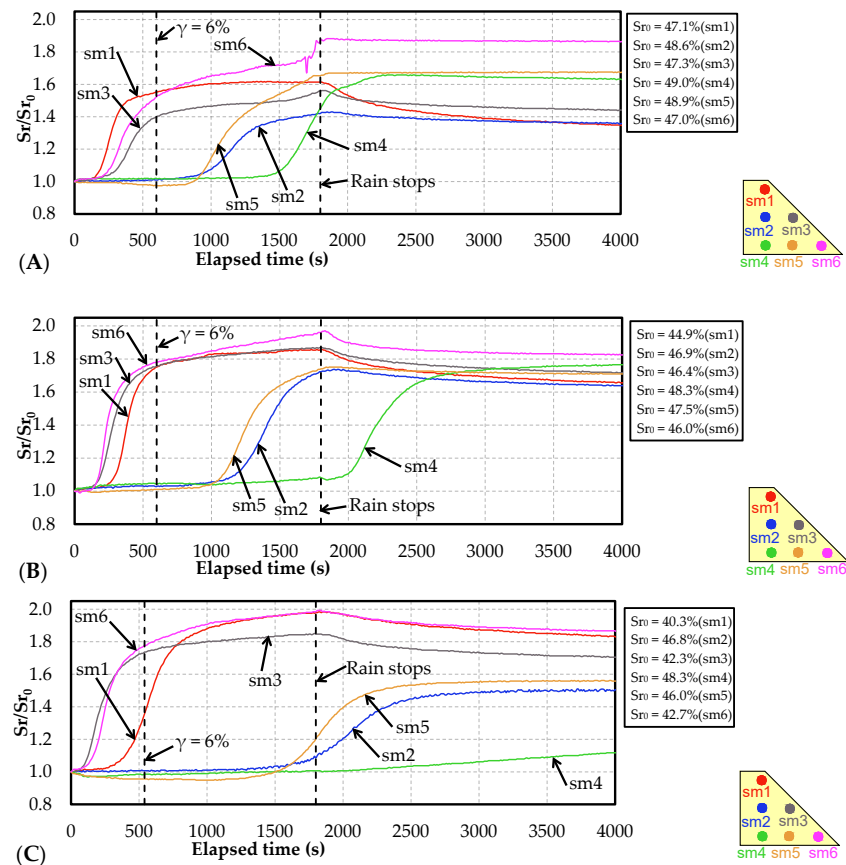 2.0
1.8
1.6
1.4
1.2
1.0
0.8
Sr/Sr₀
γ = 6%
sm6
sm1
sm3
sm4
sm5
sm2
Rain stops
0 500 1000 1500 2000 2500 3000 3500 4000
Elapsed time (s)
(A)
Sr₀ = 47.1%(sm1)
Sr₀ = 48.6%(sm2)
Sr₀ = 47.3%(sm3)
Sr₀ = 49.0%(sm4)
Sr₀ = 48.9%(sm5)
Sr₀ = 47.0%(sm6)
sm1
sm2 sm3
sm4 sm5 sm6
2.0
1.8
1.6
1.4
1.2
1.0
0.8
Sr/Sr₀
γ = 6%
sm6
sm3
sm1
sm4
sm5
sm2
Rain stops
0 500 1000 1500 2000 2500 3000 3500 4000
Elapsed time (s)
(B)
Sr₀ = 44.9%(sm1)
Sr₀ = 46.9%(sm2)
Sr₀ = 46.4%(sm3)
Sr₀ = 48.3%(sm4)
Sr₀ = 47.5%(sm5)
Sr₀ = 46.0%(sm6)
sm1
sm2 sm3
sm4 sm5 sm6
2.0
1.8
1.6
1.4
1.2
1.0
0.8
Sr/Sr₀
sm6
sm3
Rain stops
sm1
sm5
sm2
γ = 6%
sm4
0 500 1000 1500 2000 2500 3000 3500 4000
Elapsed time (s)
(C)
Sr₀ = 40.3%(sm1)
Sr₀ = 46.8%(sm2)
Sr₀ = 42.3%(sm3)
Sr₀ = 48.3%(sm4)
Sr₀ = 46.0%(sm5)
Sr₀ = 42.7%(sm6)
sm1
sm2 sm3
sm4 sm5 sm6